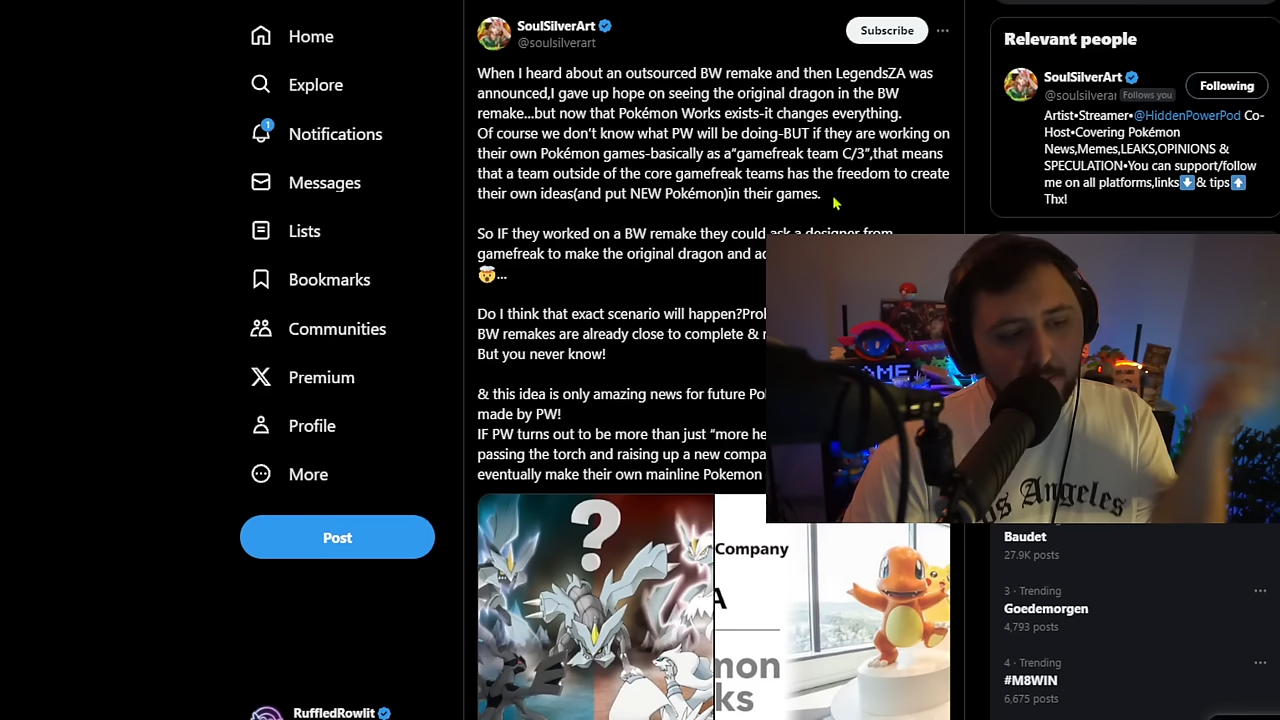 Home
Explore
1
Notifications
Messages
Lists
Bookmarks
Communities
Premium
Profile
More
Post
RuffledRowlit
SoulSilverArt
@soulsilverart
Subscribe
When I heard about an outsourced BW remake and then LegendsZA was
announced,I gave up hope on seeing the original dragon in the BW
remake...but now that Pokémon Works exists-it changes everything.
Of course we don't know what PW will be doing-BUT if they are working on
their own Pokémon games-basically as a"gamefreak team C/3",that means
that a team outside of the core gamefreak teams has the freedom to create
their own ideas(and put NEW Pokémon)in their games.
So IF they worked on a BW remake they could ask a designer from
gamefreak to make the original dragon and
🤯...
Do I think that exact scenario will happen?
BW remakes are already close to complete &
But you never know!
& this idea is only amazing news for future
made by PW!
IF PW turns out to be more than just "more
passing the torch and raising up a new
eventually make their own mainline Pokemon
?
Company
Relevant people
SoulSilverArt
@soulsilverar
Follows you
Following
Artist•Streamer•@HiddenPowerPod Co-
Host•Covering Pokémon
News,Memes,LEAKS,OPINIONS &
SPECULATION•You can support/follow
me on all platforms,links⬇️& tips⬆️
Thx!
GAME
Los Angeles
Baudet
27.9K posts
3 · Trending
Goedemorgen
4,793 posts
4 · Trending
#M8WIN
6,675 posts